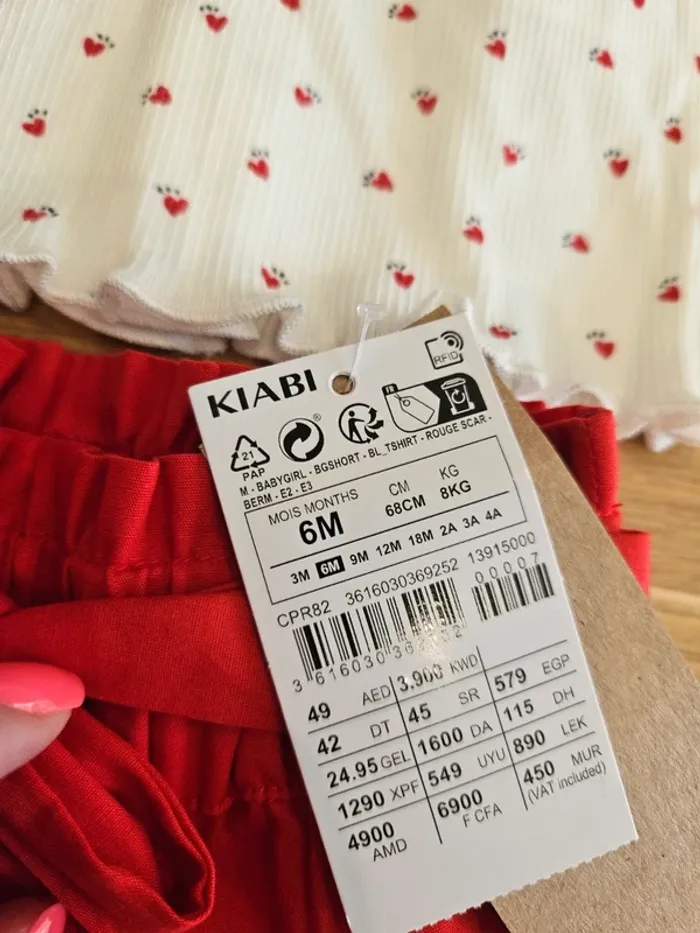 KIABI
RFID
®
FR
21
PAP
M - BABYGIRL - BGSHORT - BL_TSHIRT - ROUGE SCAR -
BERM - E2 - E3
MOIS MONTHS CM KG
6M 68CM 8KG
3M 6M 9M 12M 18M 2A 3A 4A
CPR82 3616030369252 13915000
00007
3 616030 36
49 AED 3.900 KWD 579 EGP
42 DT 45 SR 115 DH
24.95 GEL 1600 DA 890 LEK
1290 XPF 549 UYU 450 MUR
(VAT included)
4900 AMD 6900 F CFA